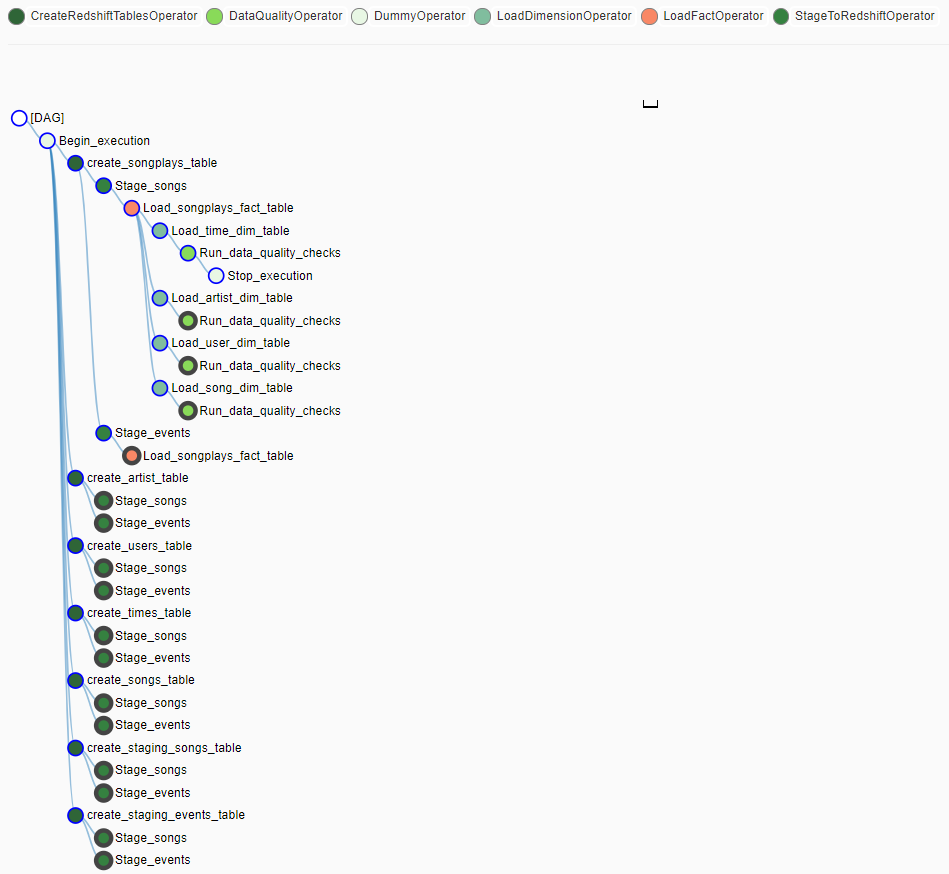 CreateRedshiftTablesOperator DataQualityOperator DummyOperator LoadDimensionOperator LoadFactOperator StageToRedshiftOperator
[DAG]
Begin_execution
create_songplays_table
Stage_songs
Load_songplays_fact_table
Load_time_dim_table
Run_data_quality_checks
Stop_execution
Load_artist_dim_table
Run_data_quality_checks
Load_user_dim_table
Run_data_quality_checks
Load_song_dim_table
Run_data_quality_checks
Stage_events
Load_songplays_fact_table
create_artist_table
Stage_songs
Stage_events
create_users_table
Stage_songs
Stage_events
create_times_table
Stage_songs
Stage_events
create_songs_table
Stage_songs
Stage_events
create_staging_songs_table
Stage_songs
Stage_events
create_staging_events_table
Stage_songs
Stage_events